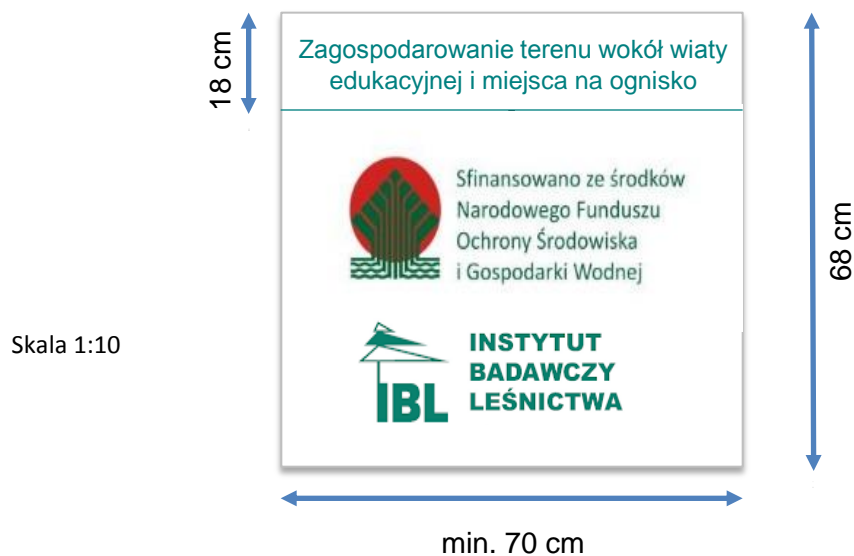 18 cm
Zagospodarowanie terenu wokół wiaty
edukacyjnej i miejsca na ognisko
Sfinansowano ze środków
Narodowego Funduszu
Ochrony Środowiska
i Gospodarki Wodnej
68 cm
Skala 1:10
IBL
INSTYTUT
BADAWCZY
LEŚNICTWA
min. 70 cm